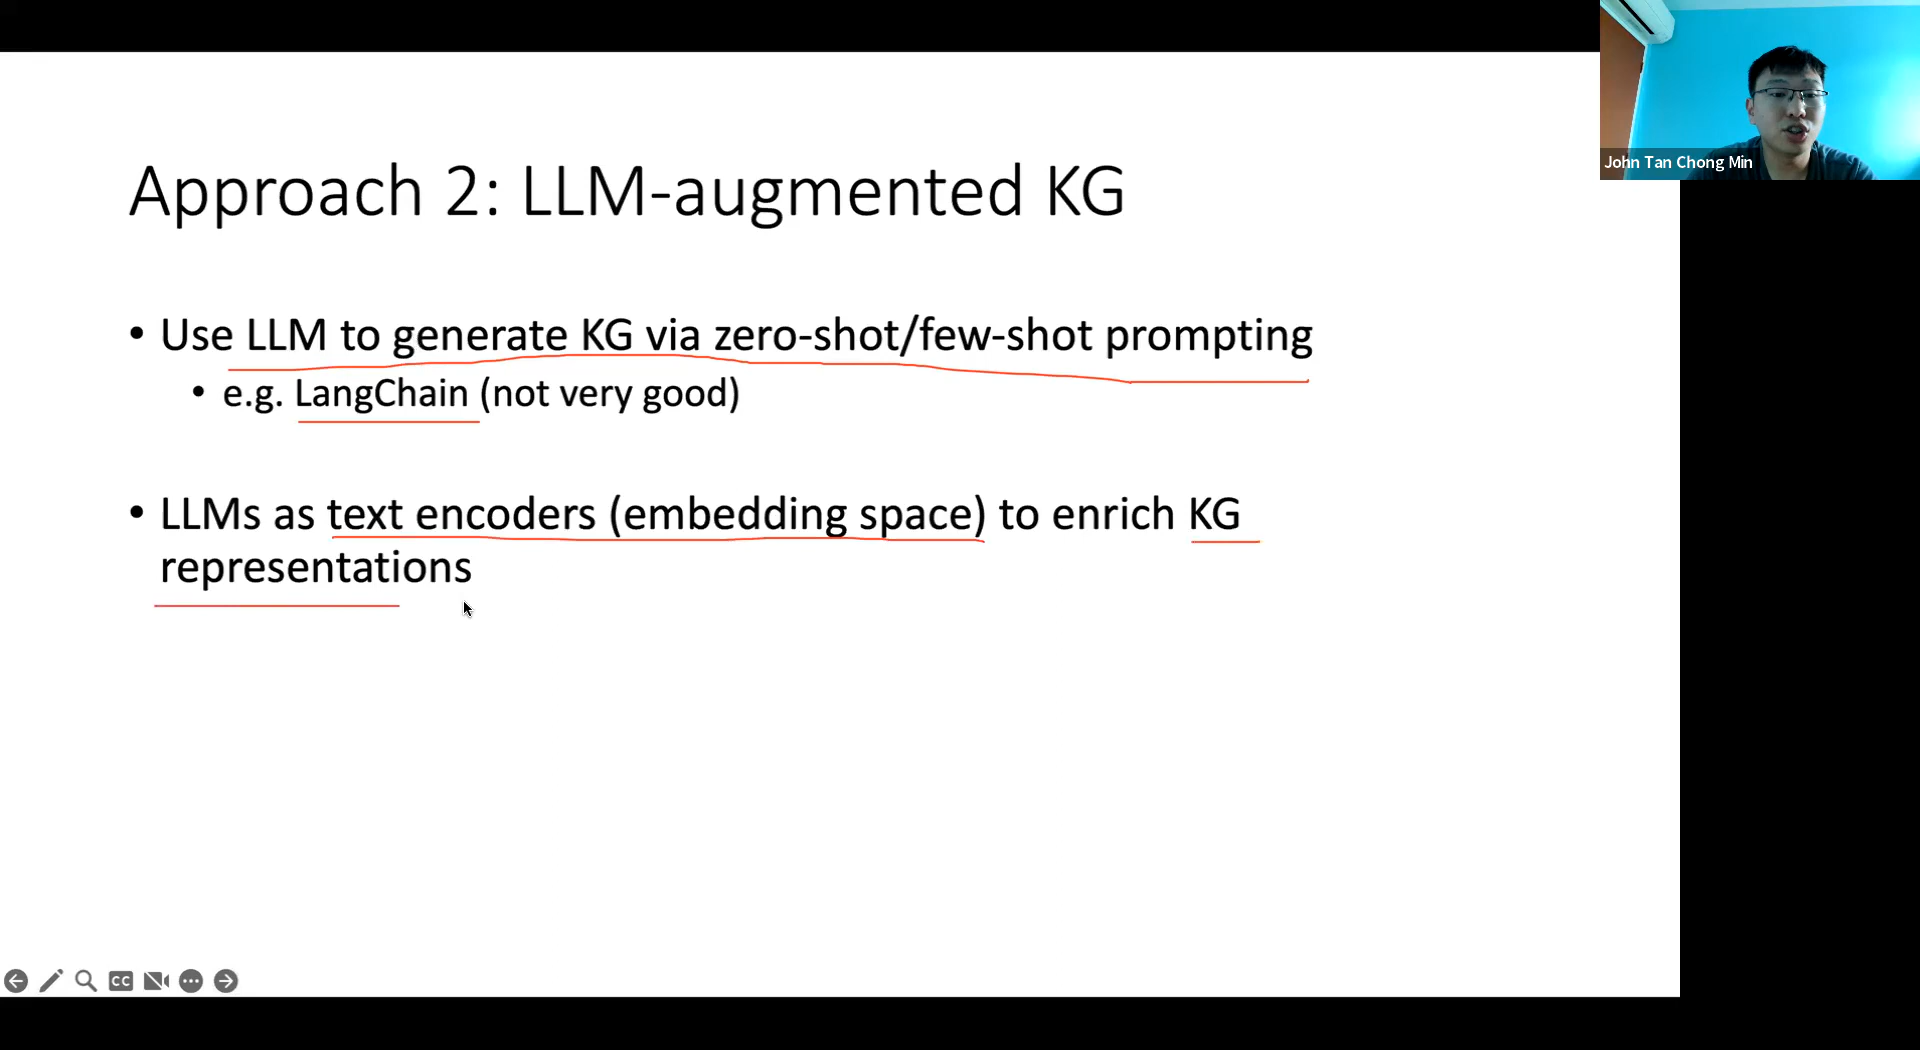 John Tan Chong Min
Approach 2: LLM-augmented KG
• Use LLM to generate KG via zero-shot/few-shot prompting
• e.g. LangChain (not very good)
• LLMs as text encoders (embedding space) to enrich KG
representations
CC